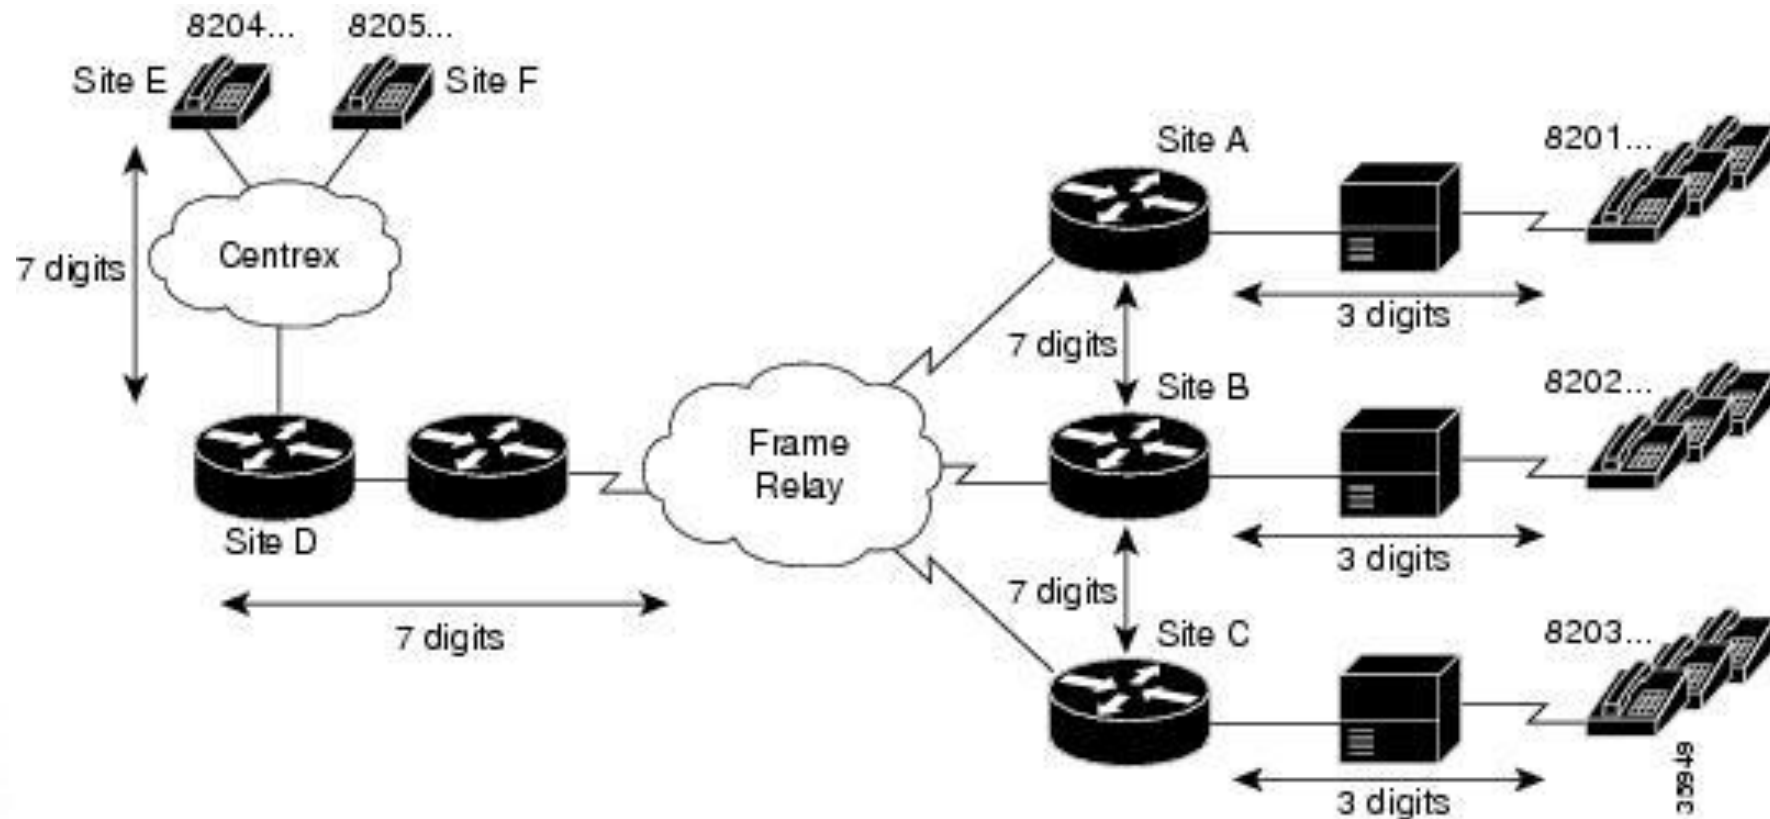 8204...
8205...
Site E
Site F
7 digits
Centrex
Site D
7 digits
Frame
Relay
Site A
8201...
7 digits
3 digits
Site B
8202...
7 digits
3 digits
Site C
8203...
3 digits
35949